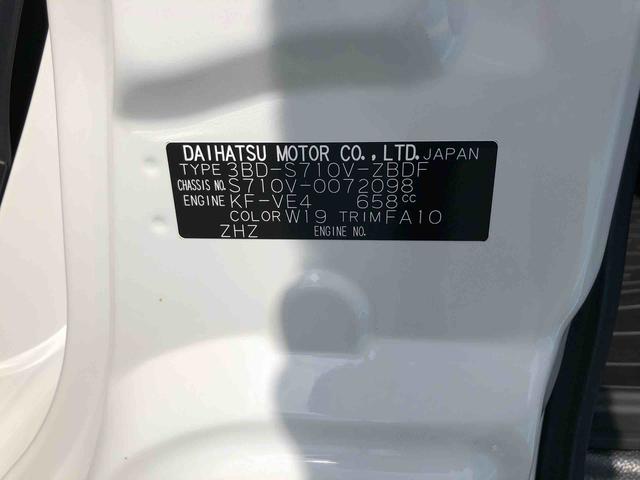 DAIHATSU MOTOR CO.,LTD. JAPAN
TYPE 3BD-S710V-ZBDF
CHASSIS NO. S710V-0072098
ENGINE KF-VE4 658cc
COLOR W19 TRIM FA10
ZHZ ENGINE NO.